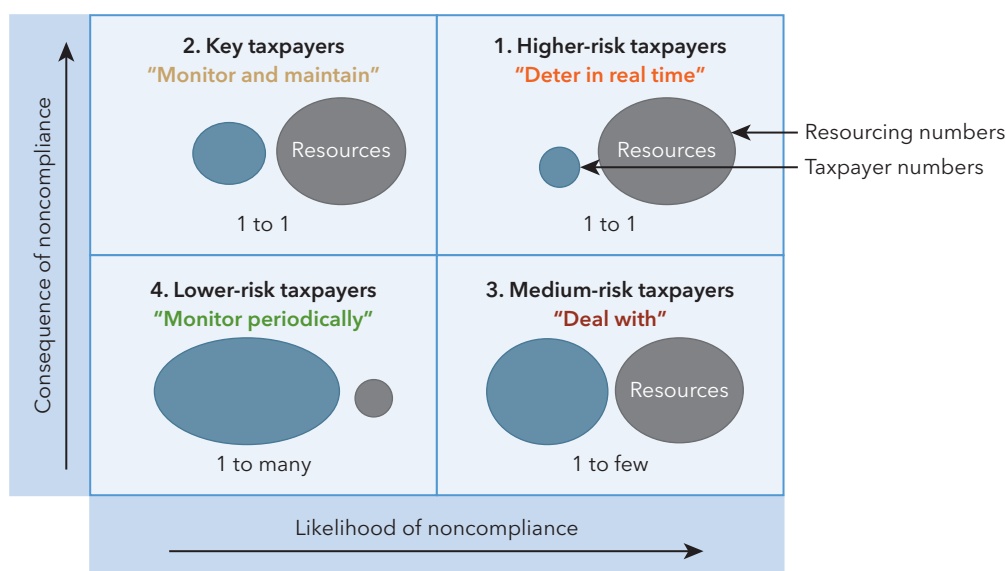 Consequence of noncompliance
2. Key taxpayers
“Monitor and maintain”
Resources
1 to 1
1. Higher-risk taxpayers
“Deter in real time”
Resources
1 to 1
Resourcing numbers
Taxpayer numbers
4. Lower-risk taxpayers
“Monitor periodically”
1 to many
3. Medium-risk taxpayers
“Deal with”
Resources
1 to few
Likelihood of noncompliance